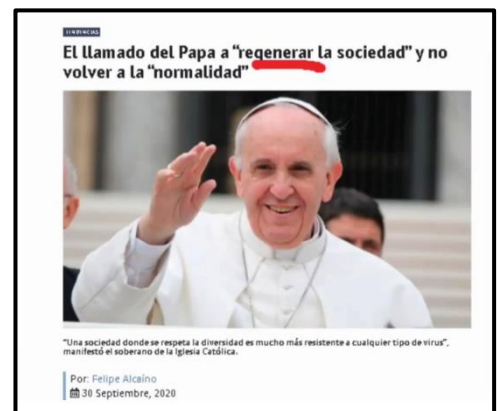 TENDENCIAS
El llamado del Papa a “regenerar la sociedad” y no
volver a la “normalidad”
“Una sociedad donde se respeta la diversidad es mucho más resistente a cualquier tipo de virus”,
manifestó el soberano de la Iglesia Católica.
Por: Felipe Alcaíno
30 Septiembre, 2020